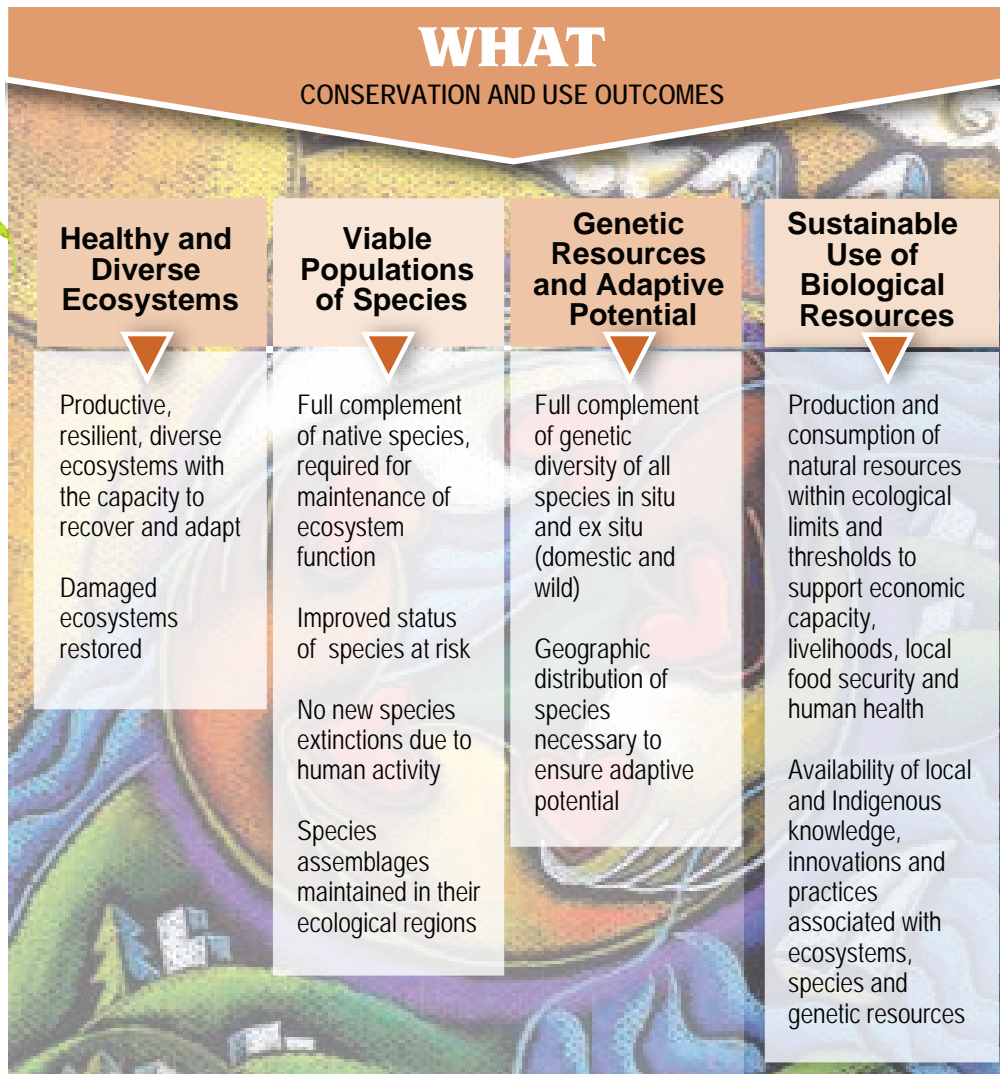 WHAT
CONSERVATION AND USE OUTCOMES
Healthy and
Diverse
Ecosystems
Productive,
resilient, diverse
ecosystems with
the capacity to
recover and adapt
Damaged
ecosystems
restored
Viable
Populations
of Species
Full complement
of native species,
required for
maintenance of
ecosystem
function
Improved status
of species at risk
No new species
extinctions due to
human activity
Species
assemblages
maintained in their
ecological regions
Genetic
Resources
and Adaptive
Potential
Full complement
of genetic
diversity of all
species in situ
and ex situ
(domestic and
wild)
Geographic
distribution of
species
necessary to
ensure adaptive
potential
Sustainable
Use of
Biological
Resources
Production and
consumption of
natural resources
within ecological
limits and
thresholds to
support economic
capacity,
livelihoods, local
food security and
human health
Availability of local
and Indigenous
knowledge,
innovations and
practices
associated with
ecosystems,
species and
genetic resources